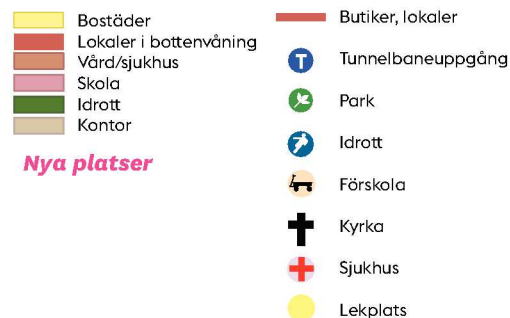 Bostäder
Lokaler i bottenvåning
Vård/sjukhus
Skola
Idrott
Kontor
Nya platser
Butiker, lokaler
T Tunnelbaneuppgång
Park
Idrott
Förskola
Kyrka
Sjukhus
Lekplats